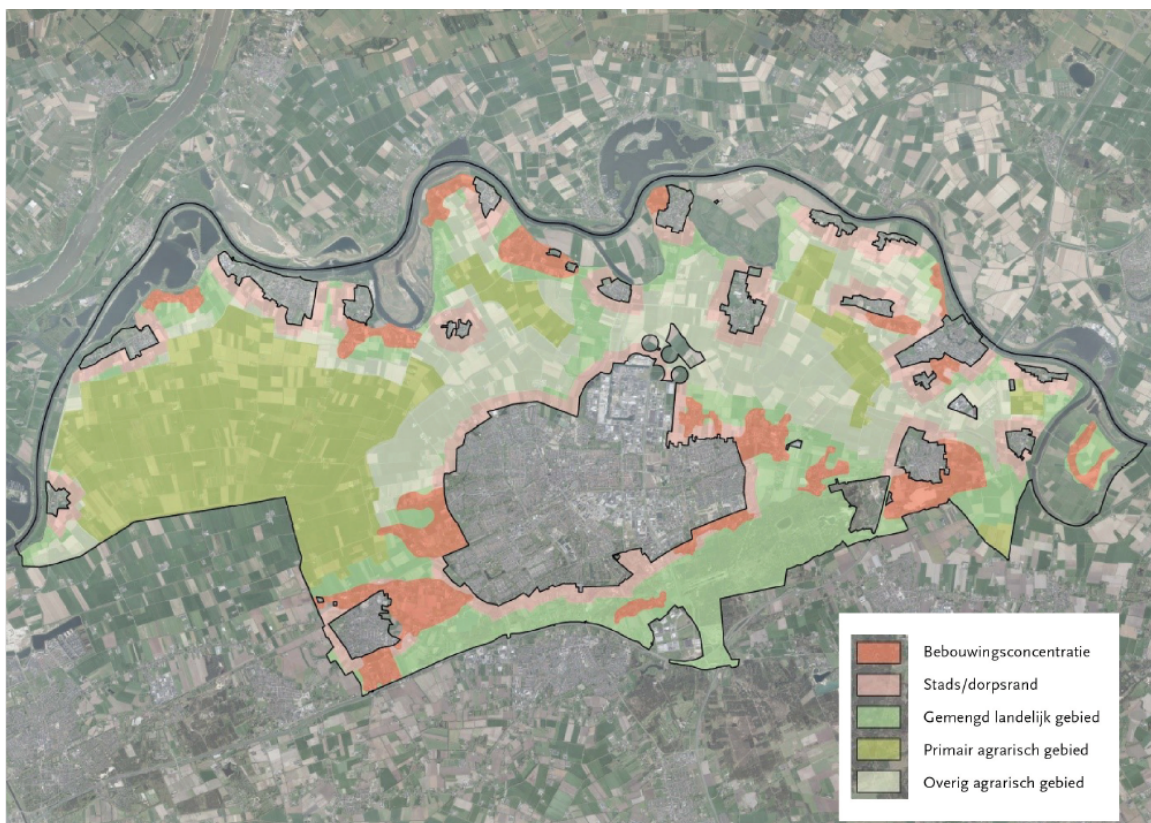 Bebouwingsconcentratie
Stads/dorpsrand
Gemengd landelijk gebied
Primair agrarisch gebied
Overig agrarisch gebied